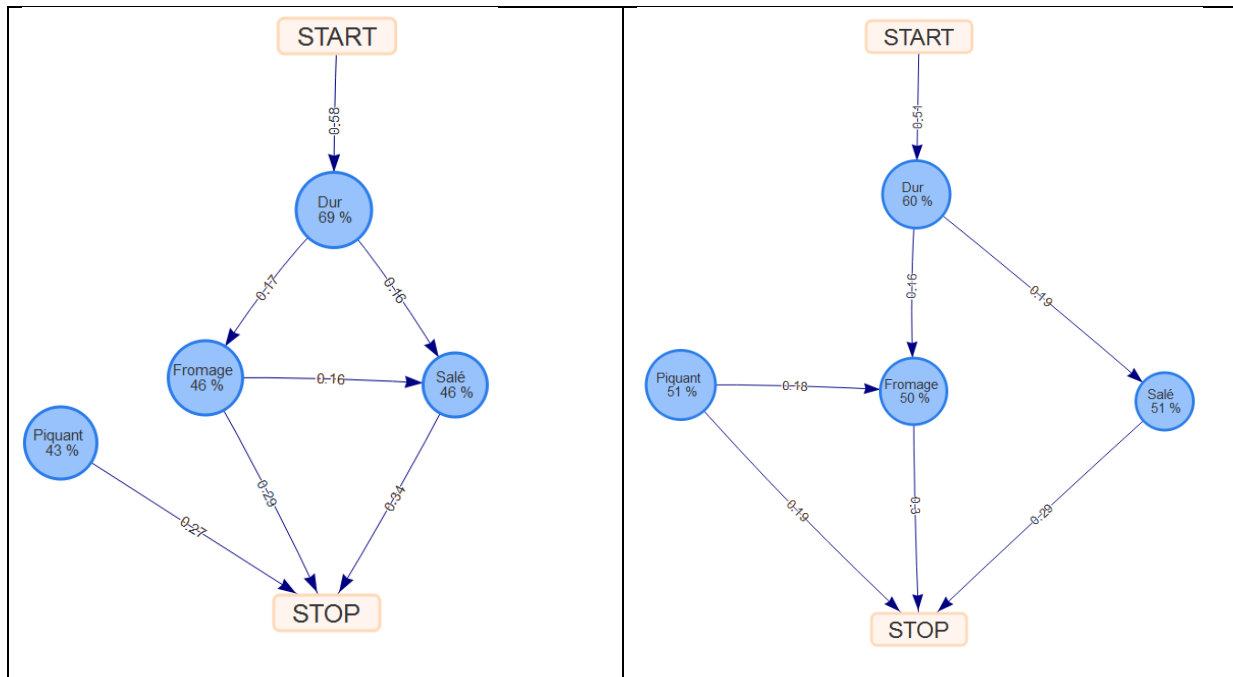 START
0.58
Dur
69 %
0.17
0.16
Fromage
46 %
0.16
Salé
46 %
Piquant
43 %
0.29
0.34
0.27
STOP
START
0.51
Dur
60 %
0.16
0.19
Piquant
51 %
0.18
Fromage
50 %
Salé
51 %
0.19
0.3
0.29
STOP